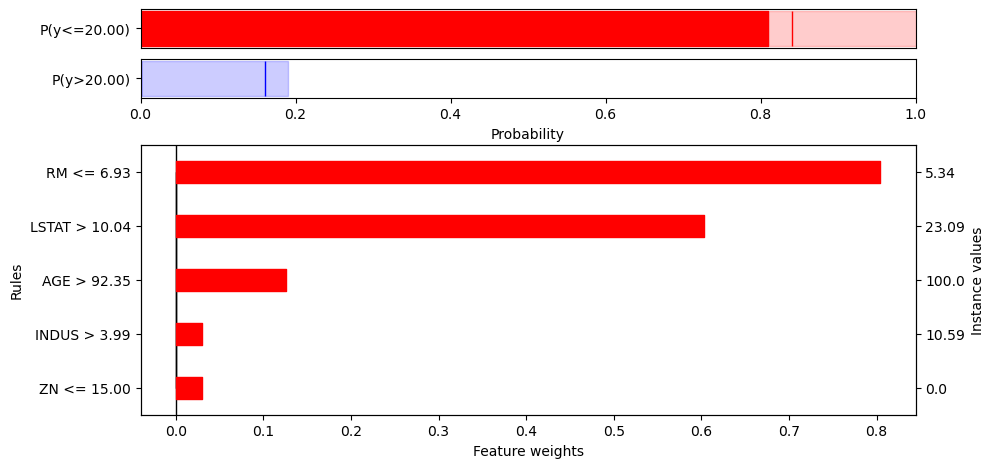 P(y<=20.00)
P(y>20.00)
0.0 0.2 0.4 0.6 0.8 1.0
Probability
RM <= 6.93 5.34
LSTAT > 10.04 23.09
AGE > 92.35 100.0
INDUS > 3.99 10.59
ZN <= 15.00 0.0
Rules
Instance values
0.0 0.1 0.2 0.3 0.4 0.5 0.6 0.7 0.8
Feature weights